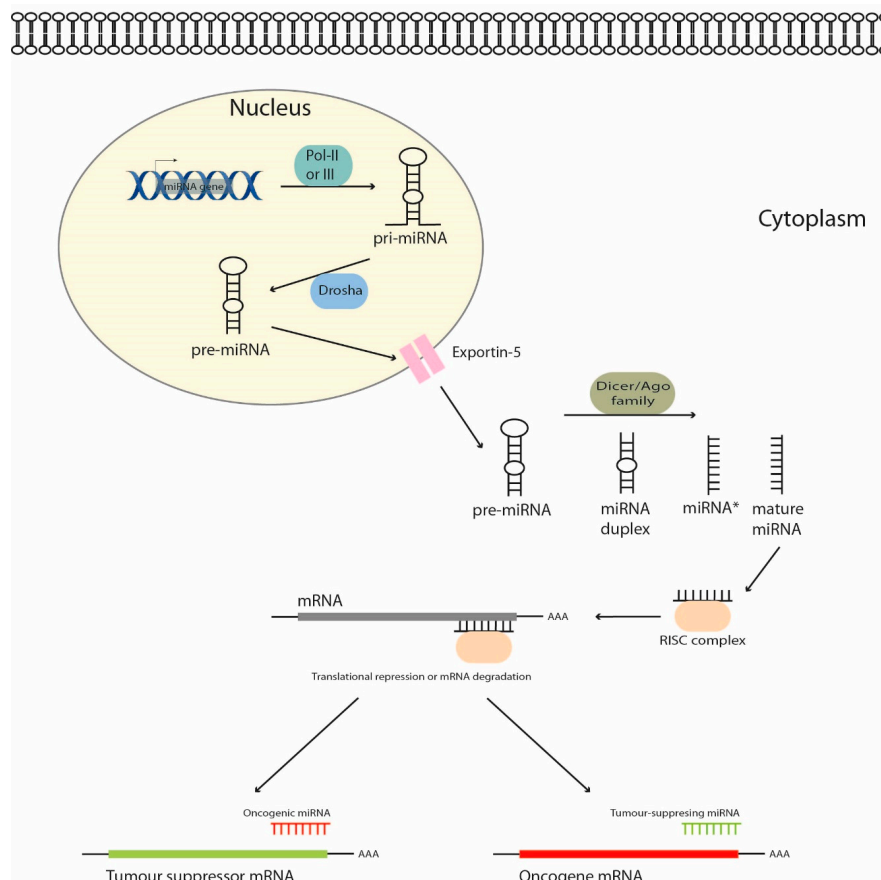 Nucleus
Pol-II
or III
miRNA gene
pri-miRNA
Cytoplasm
Drosha
pre-miRNA
Exportin-5
Dicer/Ago
family
pre-miRNA
miRNA
duplex
miRNA*
mature
miRNA
mRNA
AAA
RISC complex
Translational repression or mRNA degradation
Oncogenic miRNA
Tumour-suppresing miRNA
AAA
AAA
Tumour suppressor mRNA
Oncogene mRNA